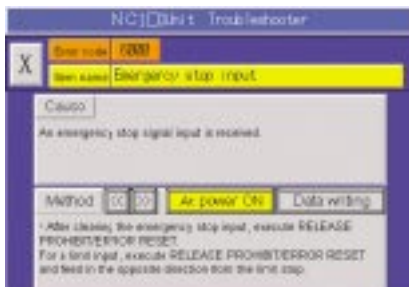 NC]□Unit Troubleshooter
X
Error code 6000
Item name Emergency stop input
Cause
An emergency stop signal input is received.
Method << >> At power ON Data writing
· After clearing the emergency stop input, execute RELEASE
PROHIBIT/ERROR RESET.
For a limit input, execute RELEASE PROHIBIT/ERROR RESET
and feed in the opposite direction from the limit stop.